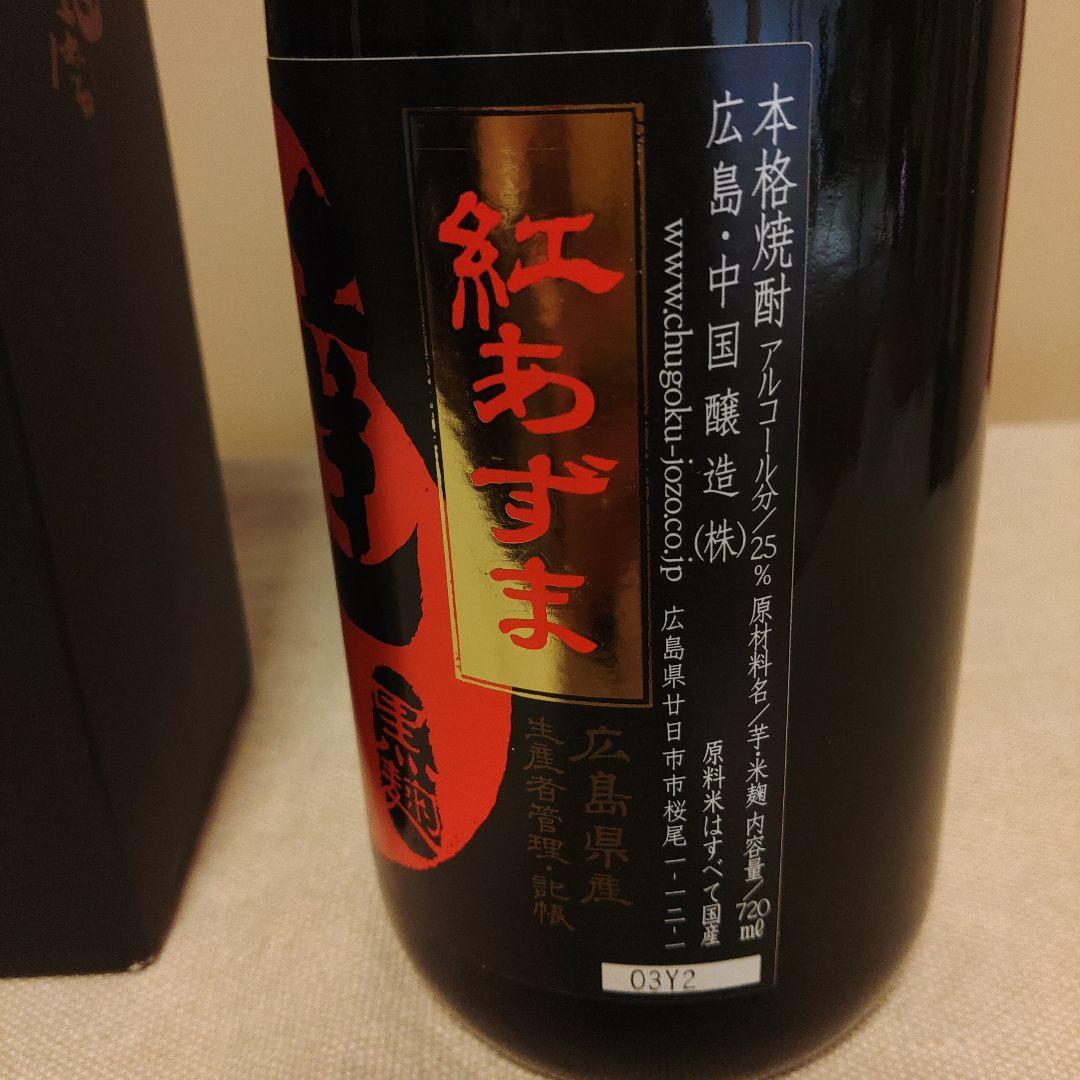 本格焼酎 アルコール分/25% 原材料名/芋・米麹 内容量/720mℓ
広島・中国醸造(株)
原料米はすべて国産
www.chugoku-jozo.co.jp 広島県廿日市市桜尾一-一二-一
紅あずま
広島県産
生産者管理・記帳
黒麹
03Y2